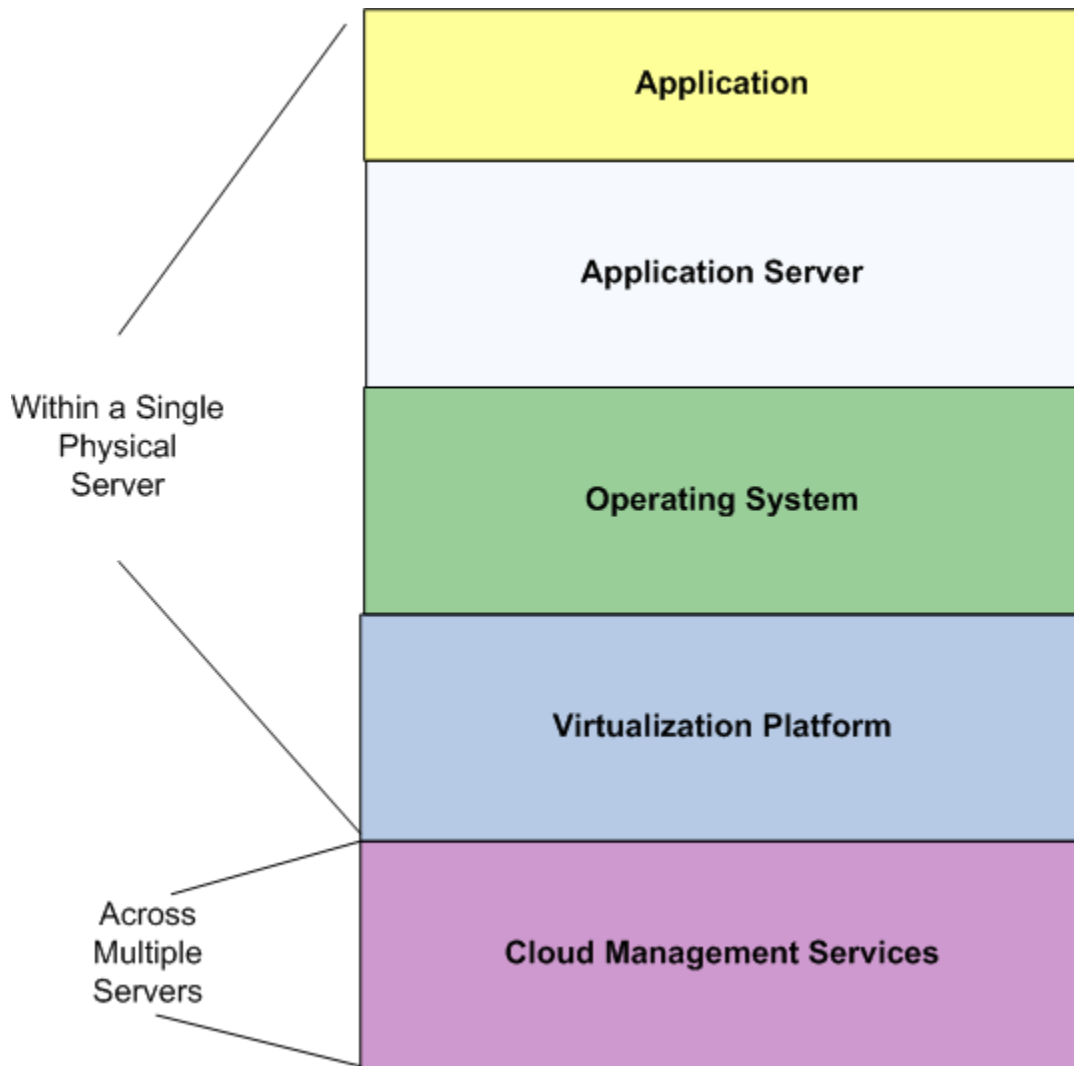 Application
Application Server
Within a Single
Physical
Server
Operating System
Virtualization Platform
Across
Multiple
Servers
Cloud Management Services